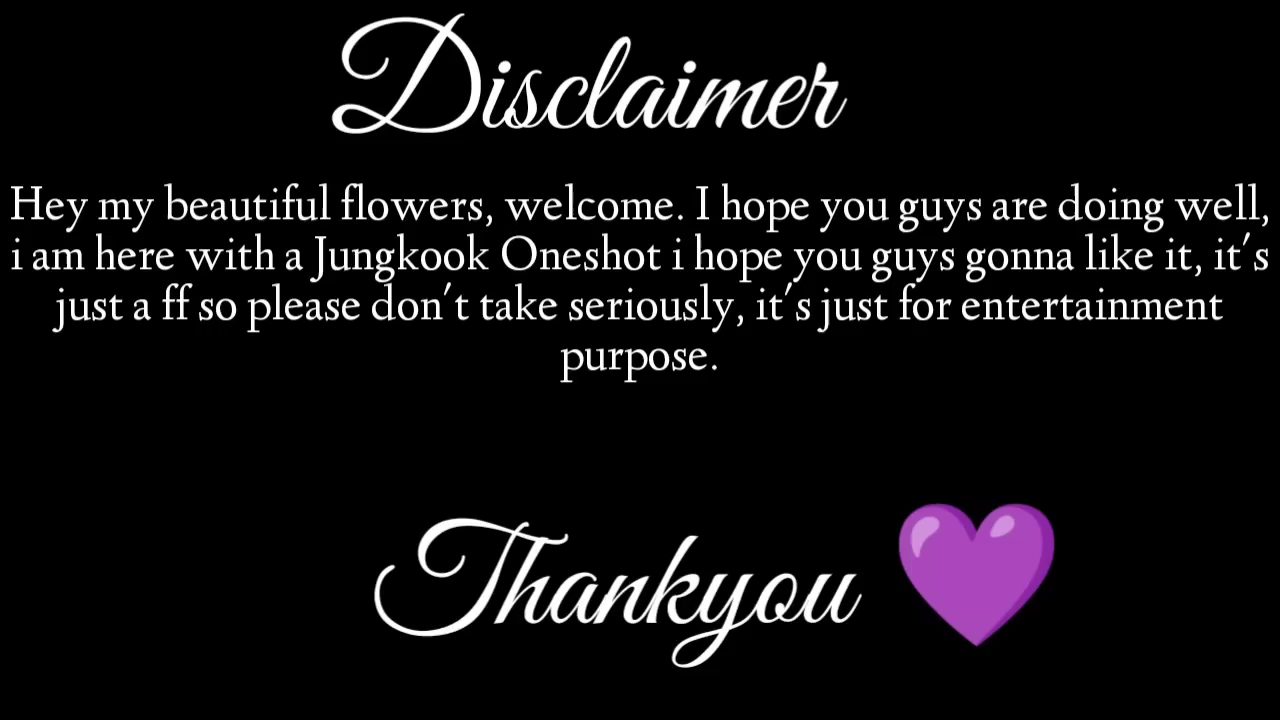 Disclaimer
Hey my beautiful flowers, welcome. I hope you guys are doing well,
i am here with a Jungkook Oneshot i hope you guys gonna like it, it's
just a ff so please don't take seriously, it's just for entertainment
purpose.
Thankyou 💜